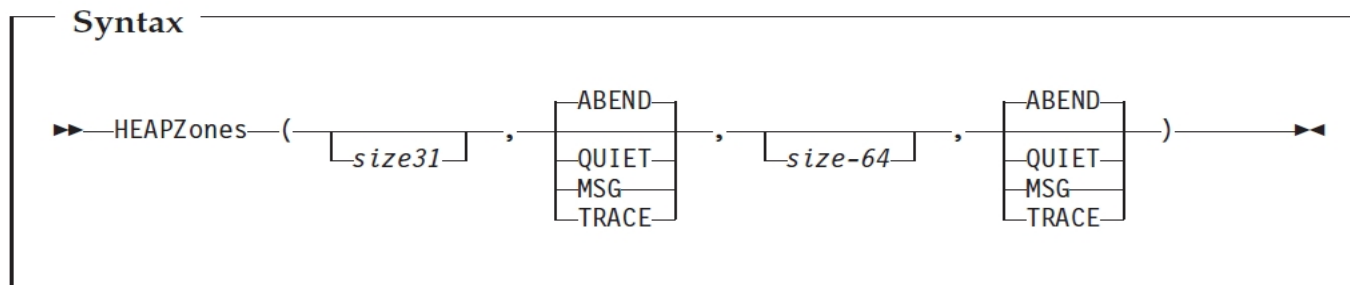 Syntax
ABEND ABEND
HEAPZones ( , , , )
size31 QUIET size-64 QUIET
MSG MSG
TRACE TRACE